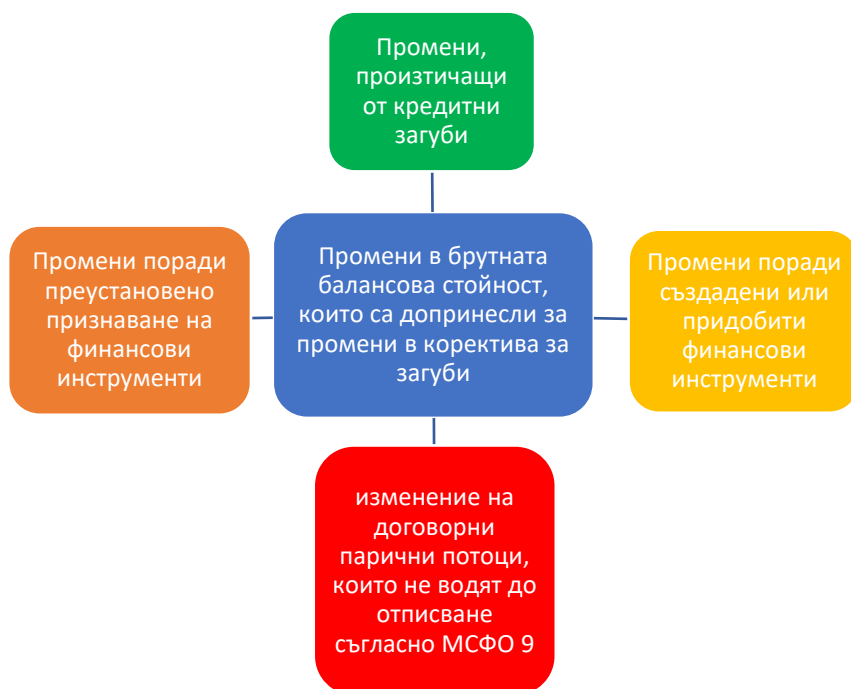 Промени,
произтичащи
от кредитни
загуби
Промени поради
преустановено
признаване на
финансови
инструменти
Промени в брутната
балансова стойност,
които са допринесли за
промени в коректива за
загуби
Промени поради
създадени или
придобити
финансови
инструменти
изменение на
договорни
парични потоци,
които не водят до
отписване
съгласно МСФО 9